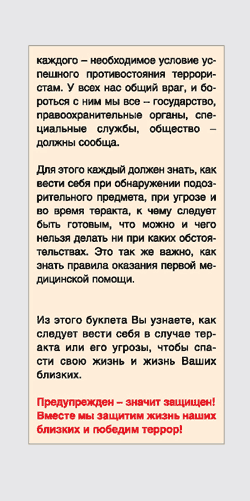 каждого – необходимое условие ус-
пешного противостояния террори-
стам. У всех нас общий враг, и бо-
роться с ним мы все – государство,
правоохранительные органы, спе-
циальные службы, общество –
должны сообща.
Для этого каждый должен знать, как
вести себя при обнаружении подоз-
рительного предмета, при угрозе и
во время теракта, к чему следует
быть готовым, что можно и чего
нельзя делать ни при каких обстоя-
тельствах. Это так же важно, как
знать правила оказания первой ме-
дицинской помощи.
Из этого буклета Вы узнаете, как
следует вести себя в случае тер-
акта или его угрозы, чтобы спа-
сти свою жизнь и жизнь Ваших
близких.
Предупрежден – значит защищен!
Вместе мы защитим жизнь наших
близких и победим террор!